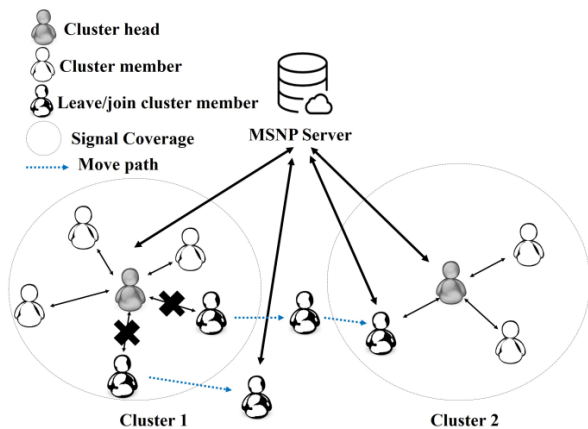 Cluster head
Cluster member
Leave/join cluster member
Signal Coverage
Move path
MSNP Server
Cluster 1
Cluster 2